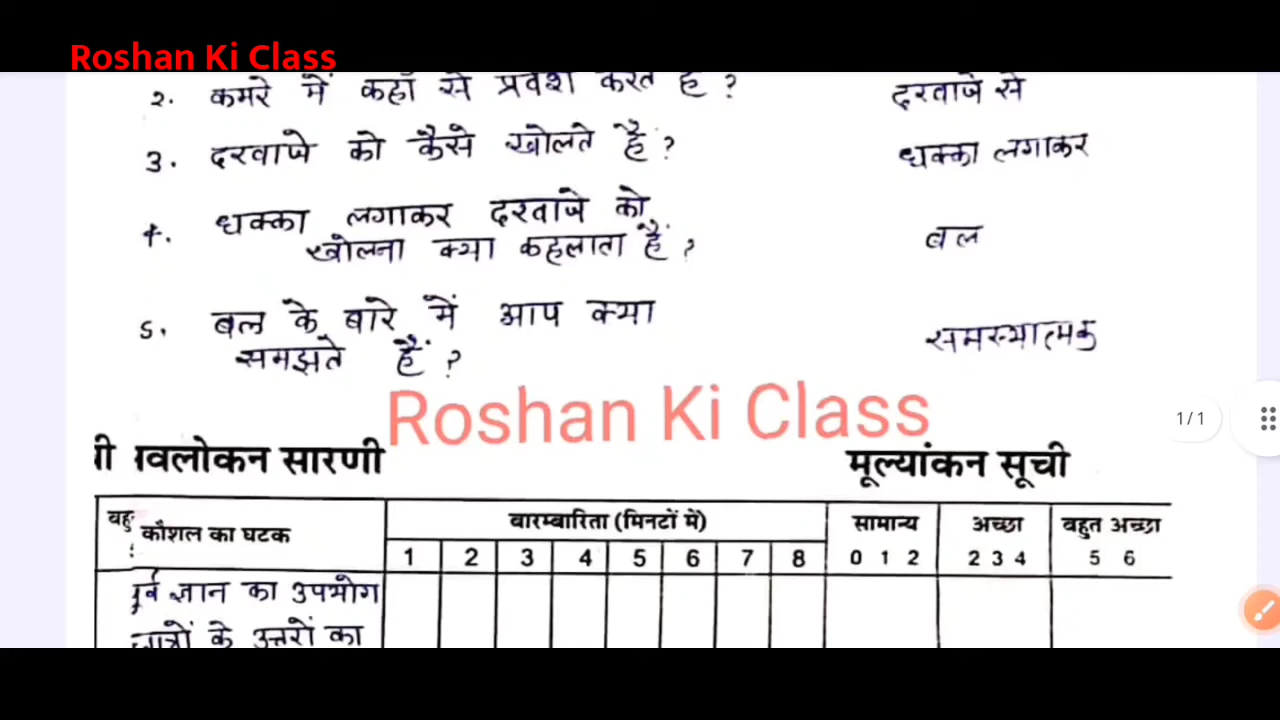 Roshan Ki Class
2. कमरे में कहाँ से प्रवेश करते हैं ? दरवाजे से
3. दरवाजे को कैसे खोलते हैं ? धक्का लगाकर
4. धक्का लगाकर दरवाजे को
खोलना क्या कहलाता हैं ? बल
5. बल के बारे में आप क्या
समझते हैं ? समस्यात्मक
Roshan Ki Class
1/1
वलोकन सारणी मूल्यांकन सूची
कौशल का घटक बारम्बारिता (मिनटों में) सामान्य अच्छा बहुत अच्छा
1 2 3 4 5 6 7 8 0 1 2 2 3 4 5 6
ज्ञान का उपयोग
छात्रों के उत्तरों का